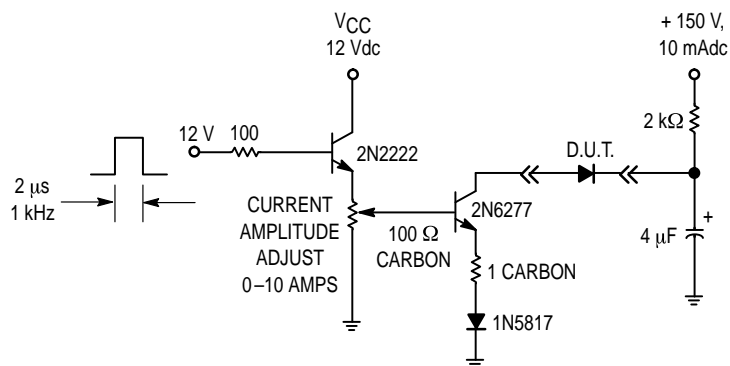 VCC
12 Vdc
+ 150 V,
10 mAdc
12 V
100
2N2222
2 kΩ
D.U.T.
2 μs
1 kHz
CURRENT
AMPLITUDE
ADJUST
0–10 AMPS
100 Ω
CARBON
2N6277
+
4 μF
1 CARBON
1N5817